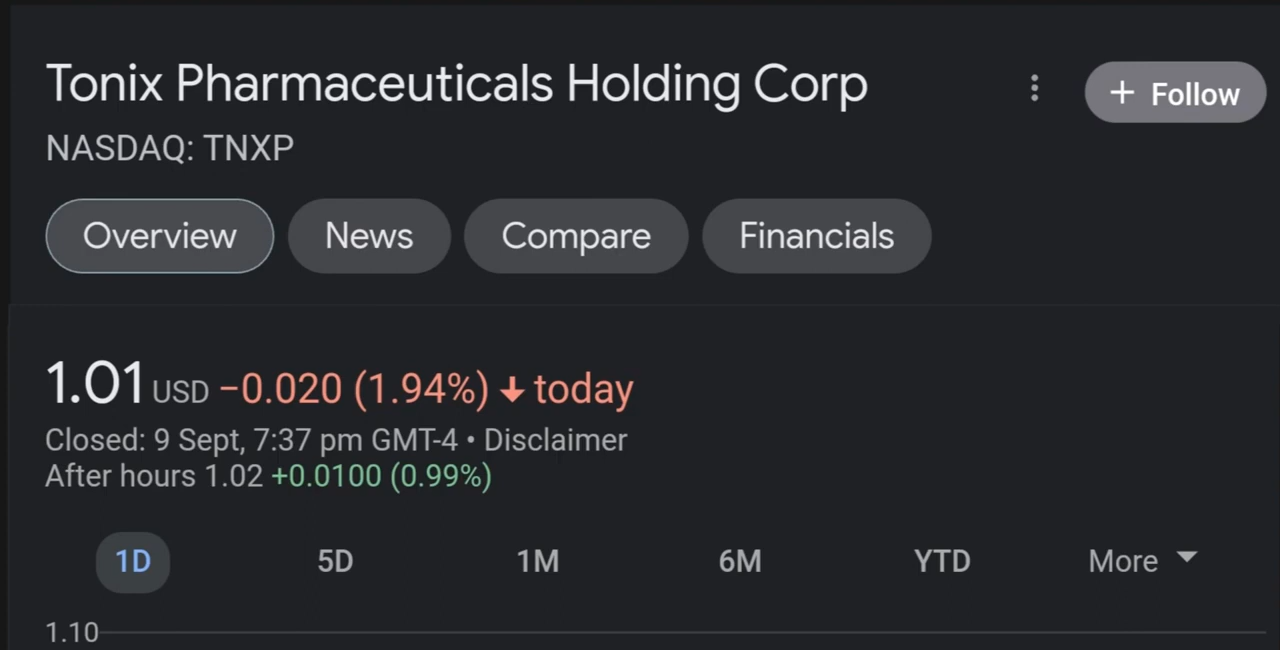 Tonix Pharmaceuticals Holding Corp
+ Follow
NASDAQ: TNXP
Overview News Compare Financials
1.01 USD −0.020 (1.94%) ↓ today
Closed: 9 Sept, 7:37 pm GMT-4 • Disclaimer
After hours 1.02 +0.0100 (0.99%)
1D 5D 1M 6M YTD More
1.10